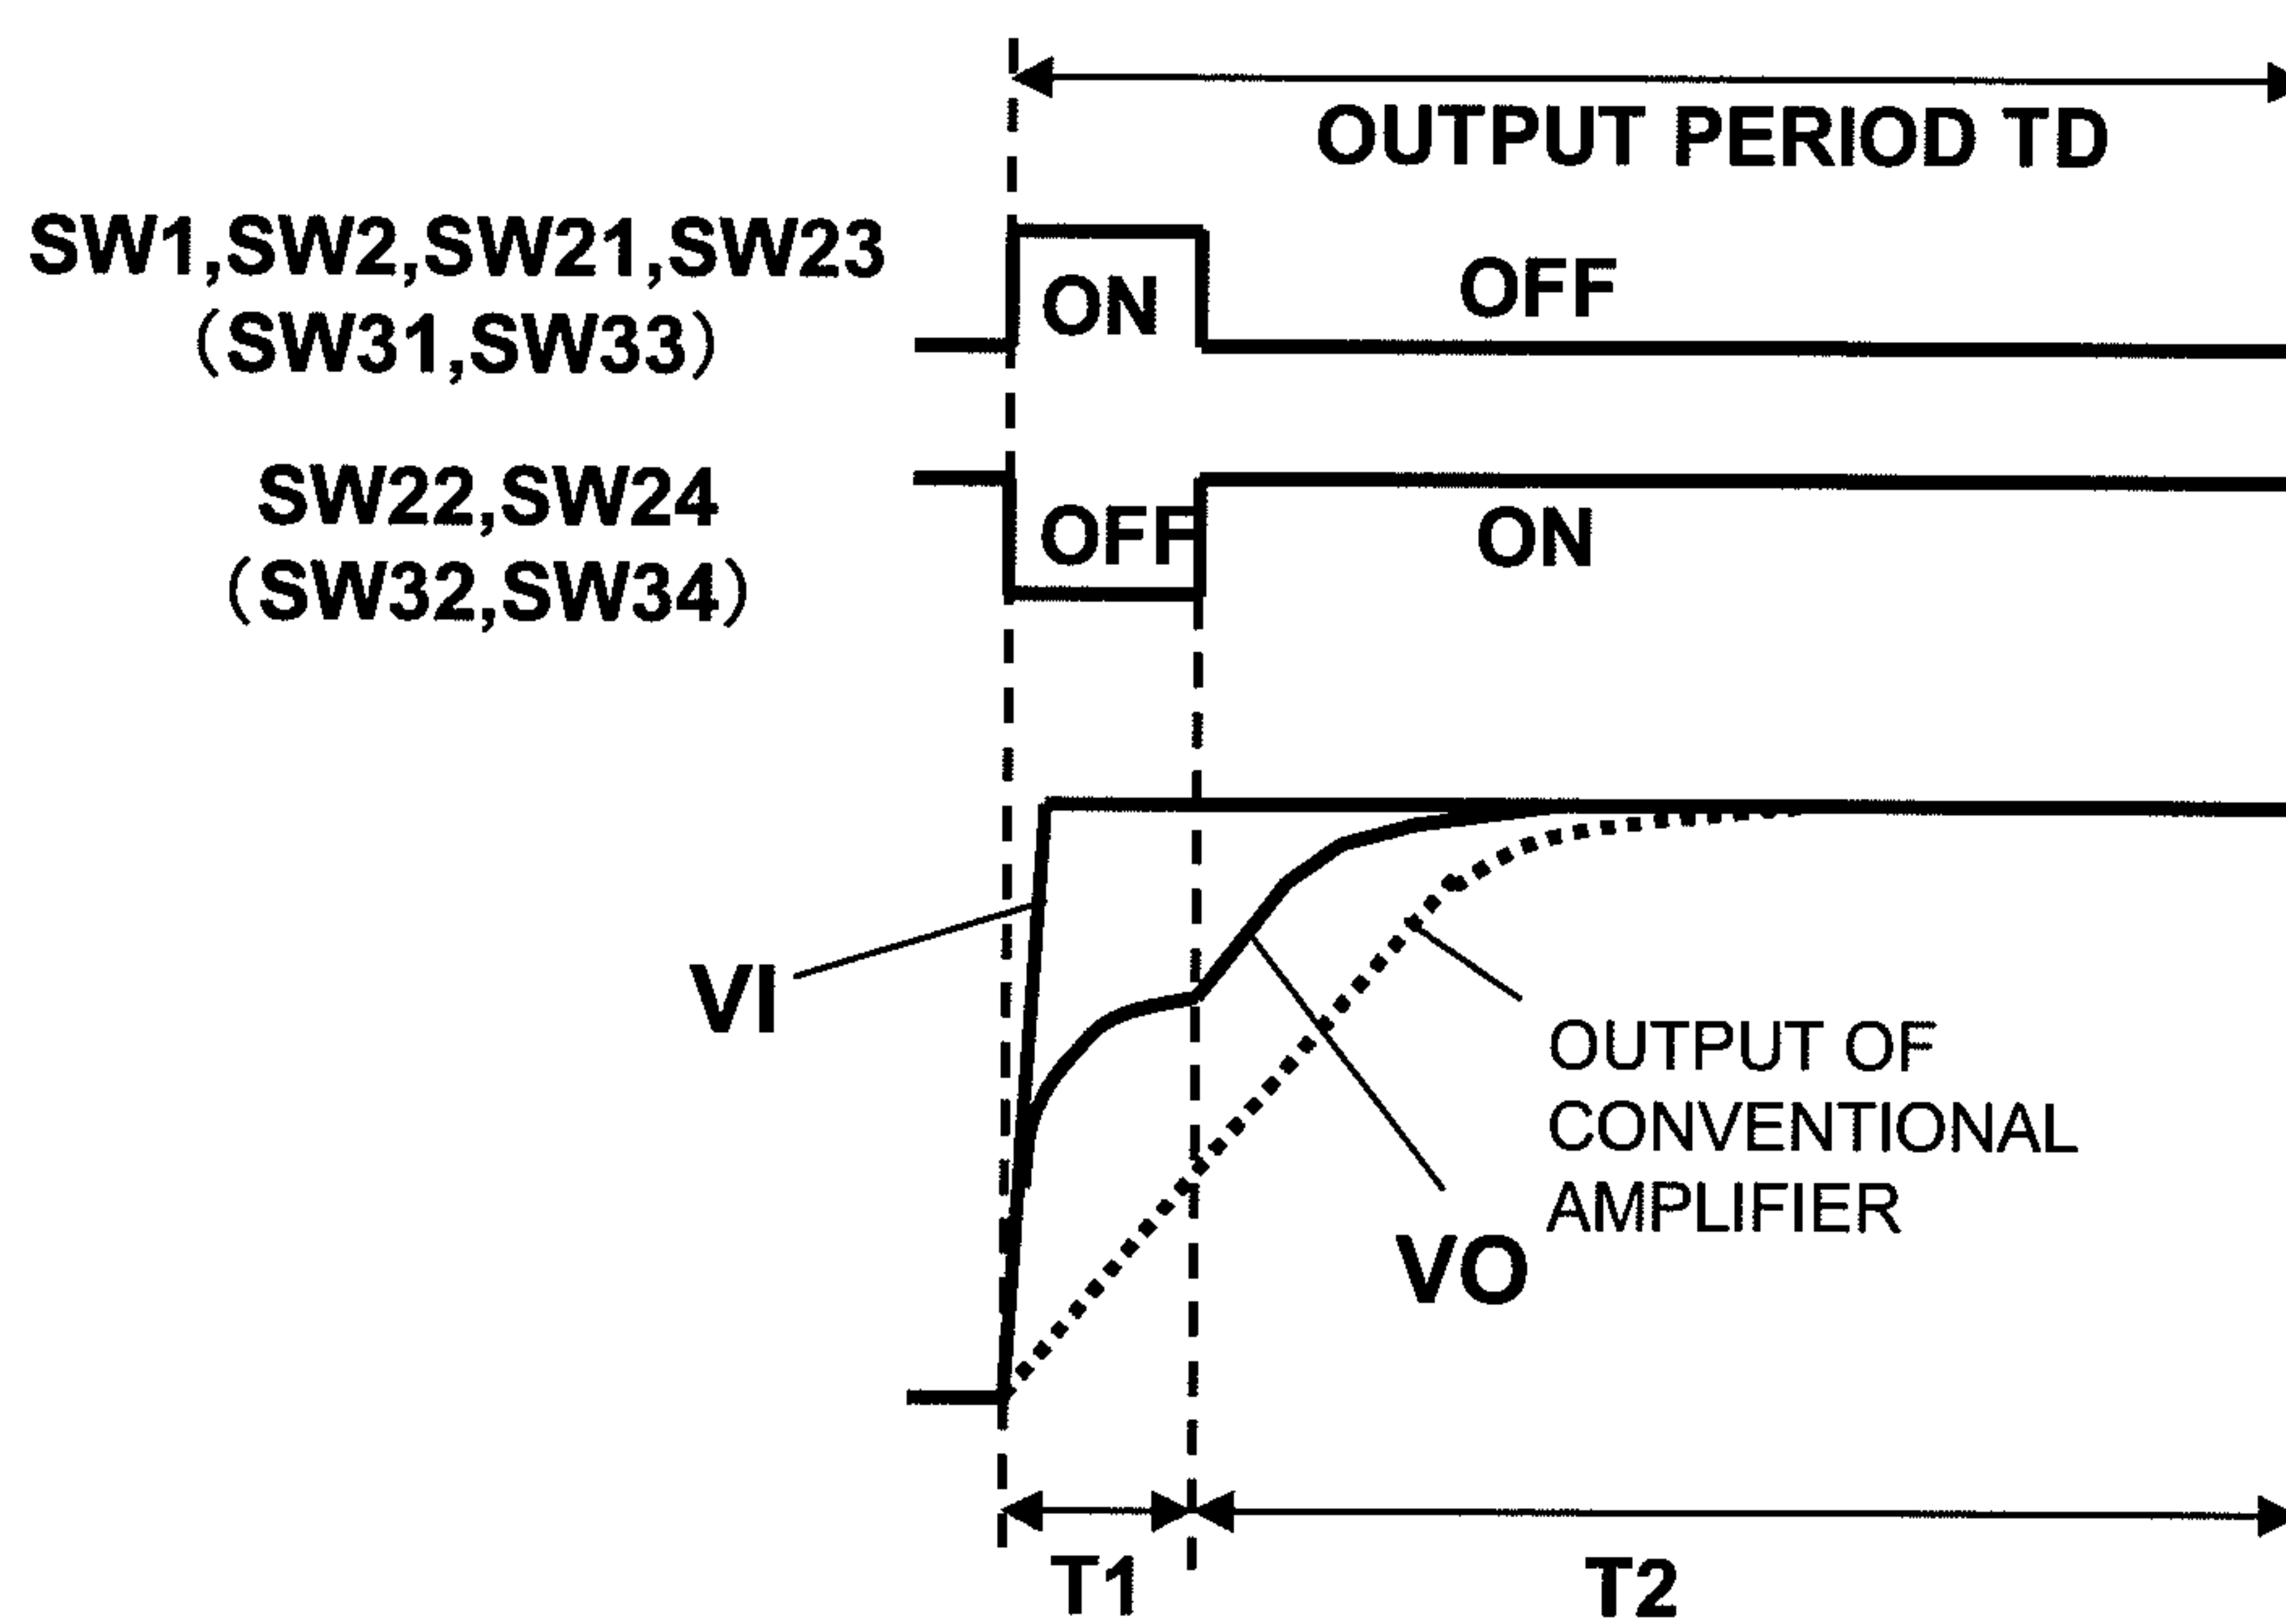 OUTPUT PERIOD TD
SW1,SW2,SW21,SW23
(SW31,SW33)
ON
OFF
SW22,SW24
(SW32,SW34)
OFF
ON
VI
OUTPUT OF
CONVENTIONAL
AMPLIFIER
VO
T1
T2